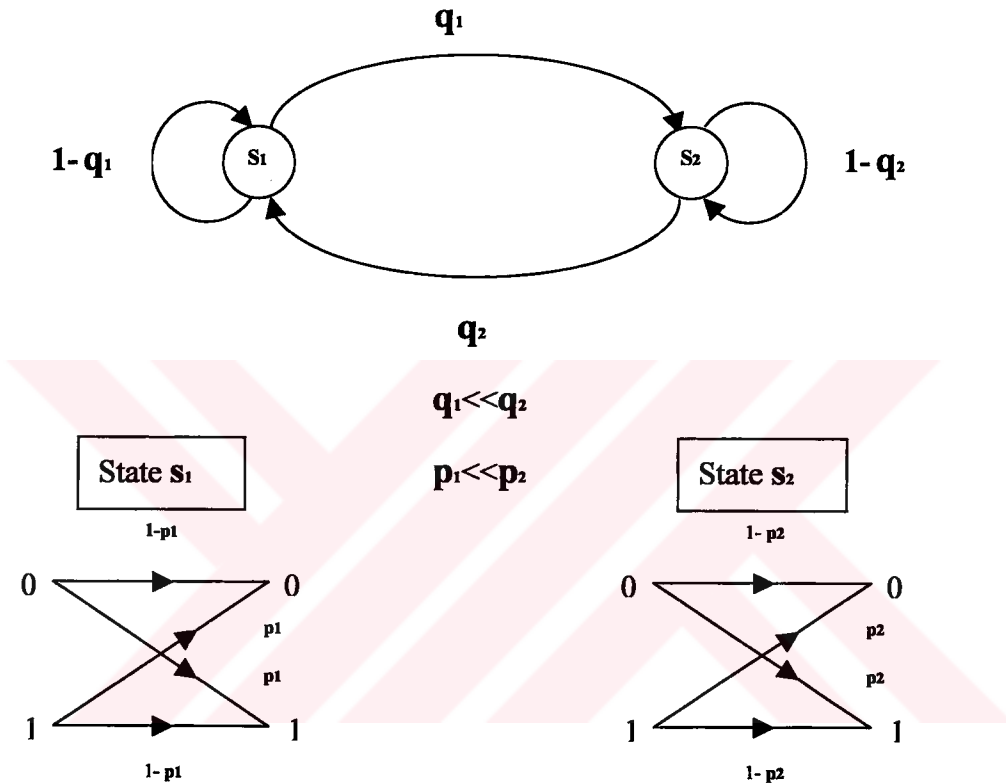 q₁
1- q₁ s₁ s₂ 1- q₂
q₂
q₁<<q₂
State s₁ p₁<<p₂ State s₂
1-p1 1- p2
0 0 0 0
p1 p2
p1 p2
1 1 1 1
1- p1 1- p2